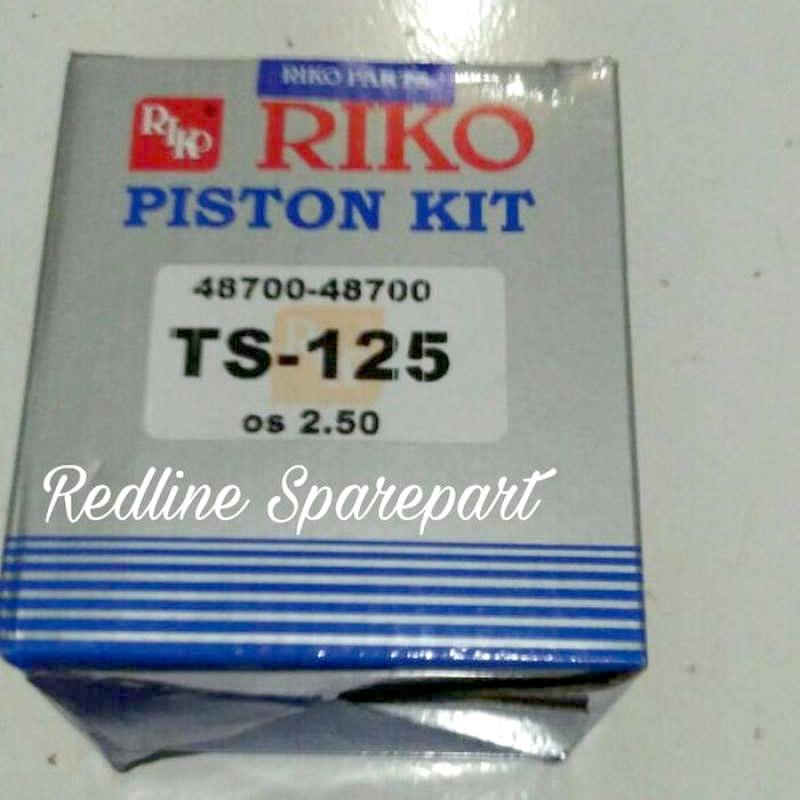 RIKO PARTS
RIKO RIKO
PISTON KIT
48700-48700
TS-125
os 2.50
Redline Sparepart